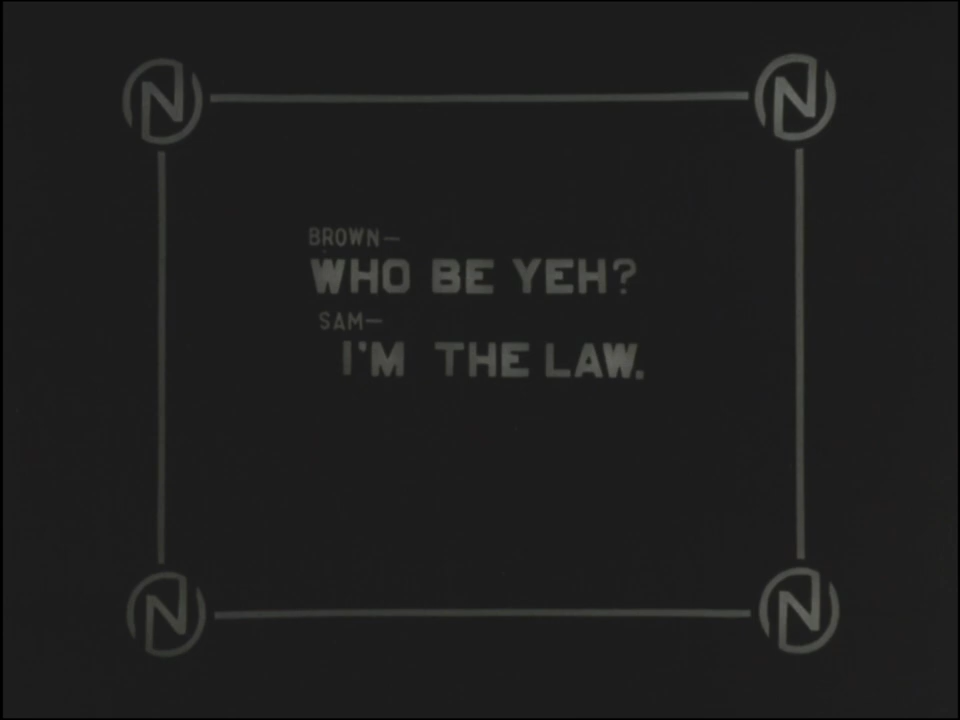 N N
BROWN—
WHO BE YEH?
SAM—
I'M THE LAW.
N N